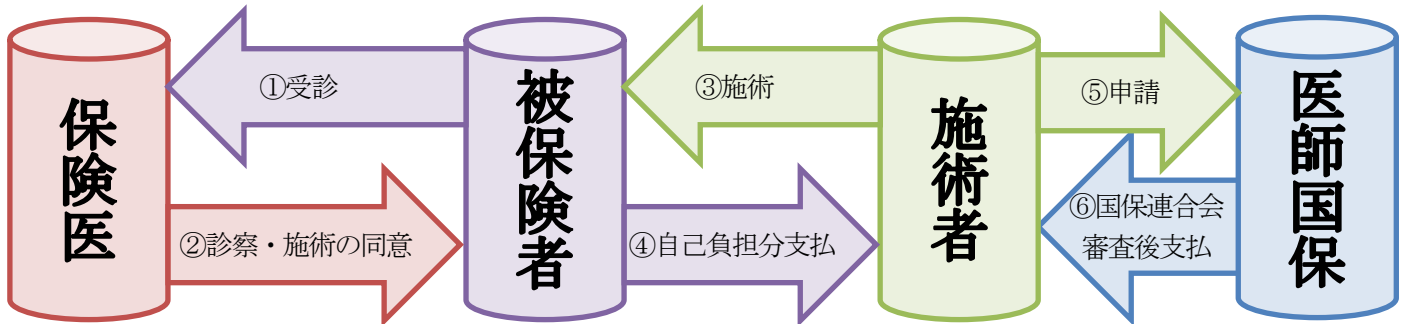 保険医
①受診
②診察・施術の同意
被保険者
③施術
④自己負担分支払
施術者
⑤申請
⑥国保連合会
審査後支払
医師国保